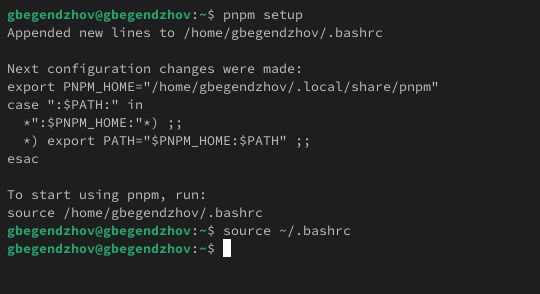 gbegendzhov@gbegendzhov:~$ pnpm setup
Appended new lines to /home/gbegendzhov/.bashrc

Next configuration changes were made:
export PNPM_HOME="/home/gbegendzhov/.local/share/pnpm"
case ":$PATH:" in
  *":$PNPM_HOME:"*) ;;
  *) export PATH="$PNPM_HOME:$PATH" ;;
esac

To start using pnpm, run:
source /home/gbegendzhov/.bashrc
gbegendzhov@gbegendzhov:~$ source ~/.bashrc
gbegendzhov@gbegendzhov:~$